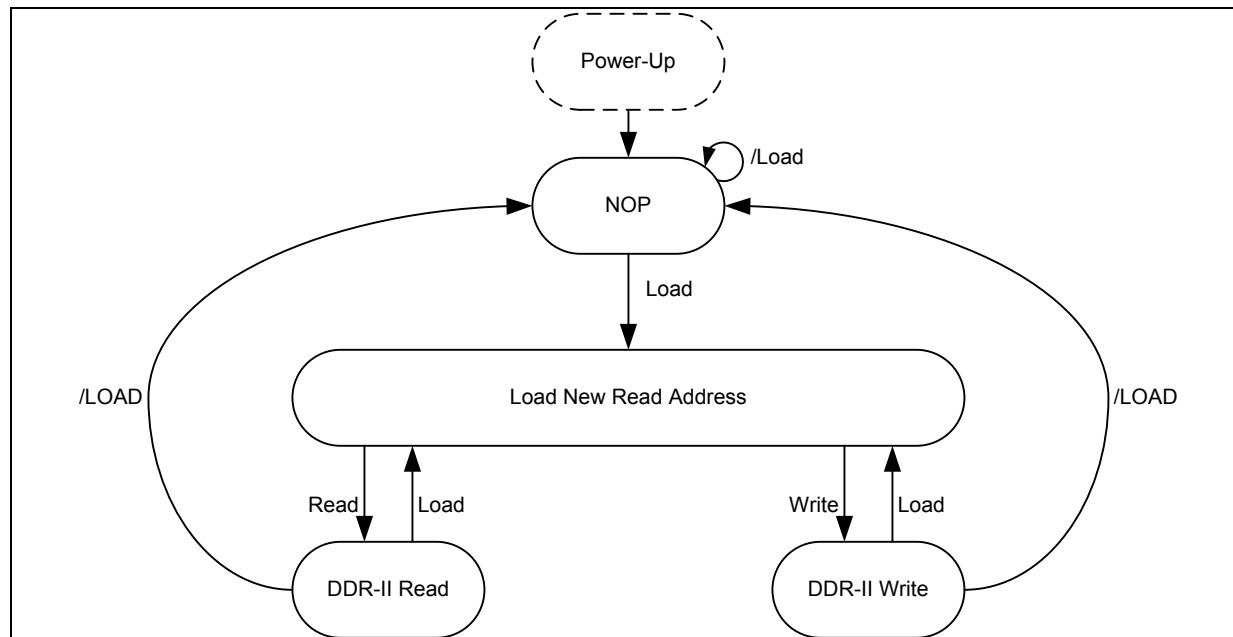 Power-Up
/Load
NOP
Load
/LOAD
Load New Read Address
/LOAD
Read
Load
Write
Load
DDR-II Read
DDR-II Write